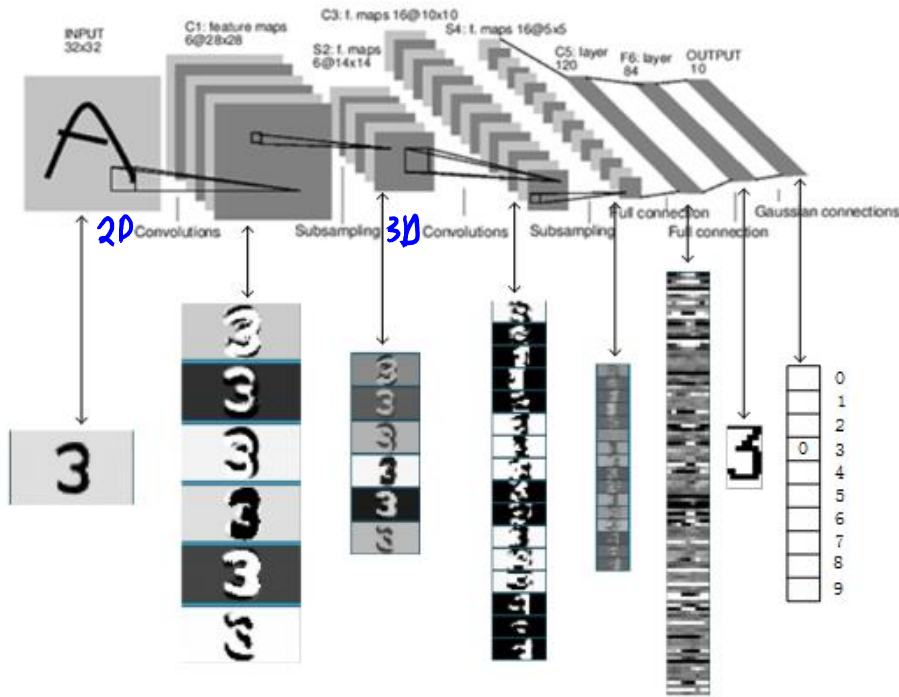 INPUT
32x32
C1: feature maps
6@28x28
S2: f. maps
6@14x14
C3: f. maps 16@10x10
S4: f. maps 16@5x5
C5: layer
120
F6: layer
84
OUTPUT
10
A
2D
Convolutions
Subsampling
3D
Convolutions
Subsampling
Full connection
Full connection
Gaussian connections
3
3
0
0
1
2
3
4
5
6
7
8
9